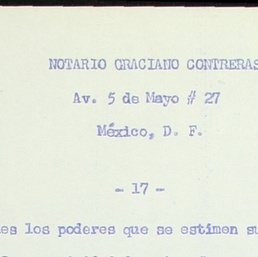 NOTARIO GRACIANO CONTRERAS
Av. 5 de Mayo # 27
México, D. F.
- 17 -
es los poderes que se estimen su